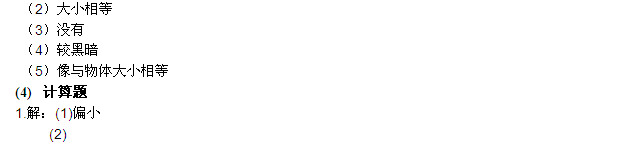 （2）大小相等
（3）没有
（4）较黑暗
（5）像与物体大小相等
(4) 计算题
1.解：(1)偏小
(2)